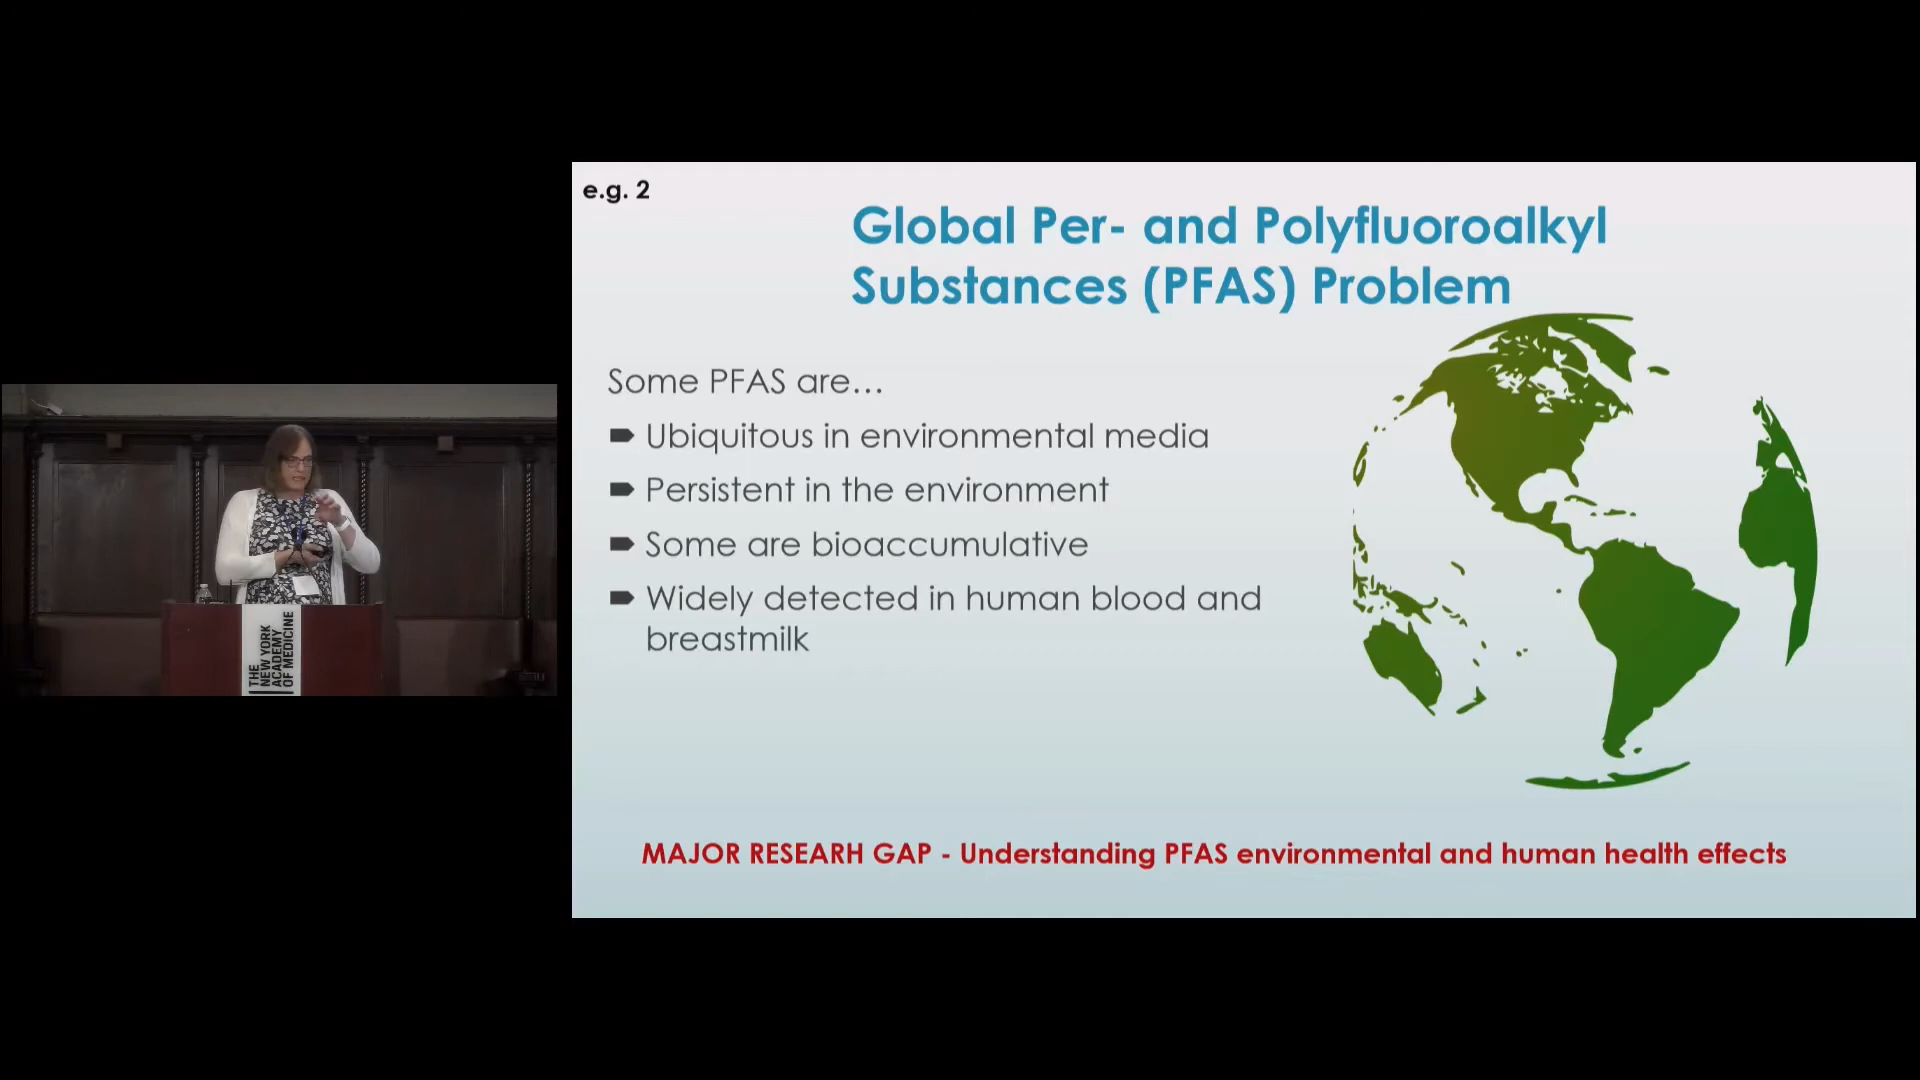 e.g. 2
Global Per- and Polyfluoroalkyl
Substances (PFAS) Problem
Some PFAS are…
Ubiquitous in environmental media
Persistent in the environment
Some are bioaccumulative
Widely detected in human blood and
breastmilk
MAJOR RESEARH GAP - Understanding PFAS environmental and human health effects
THE
NEW YORK
ACADEMY
OF MEDICINE